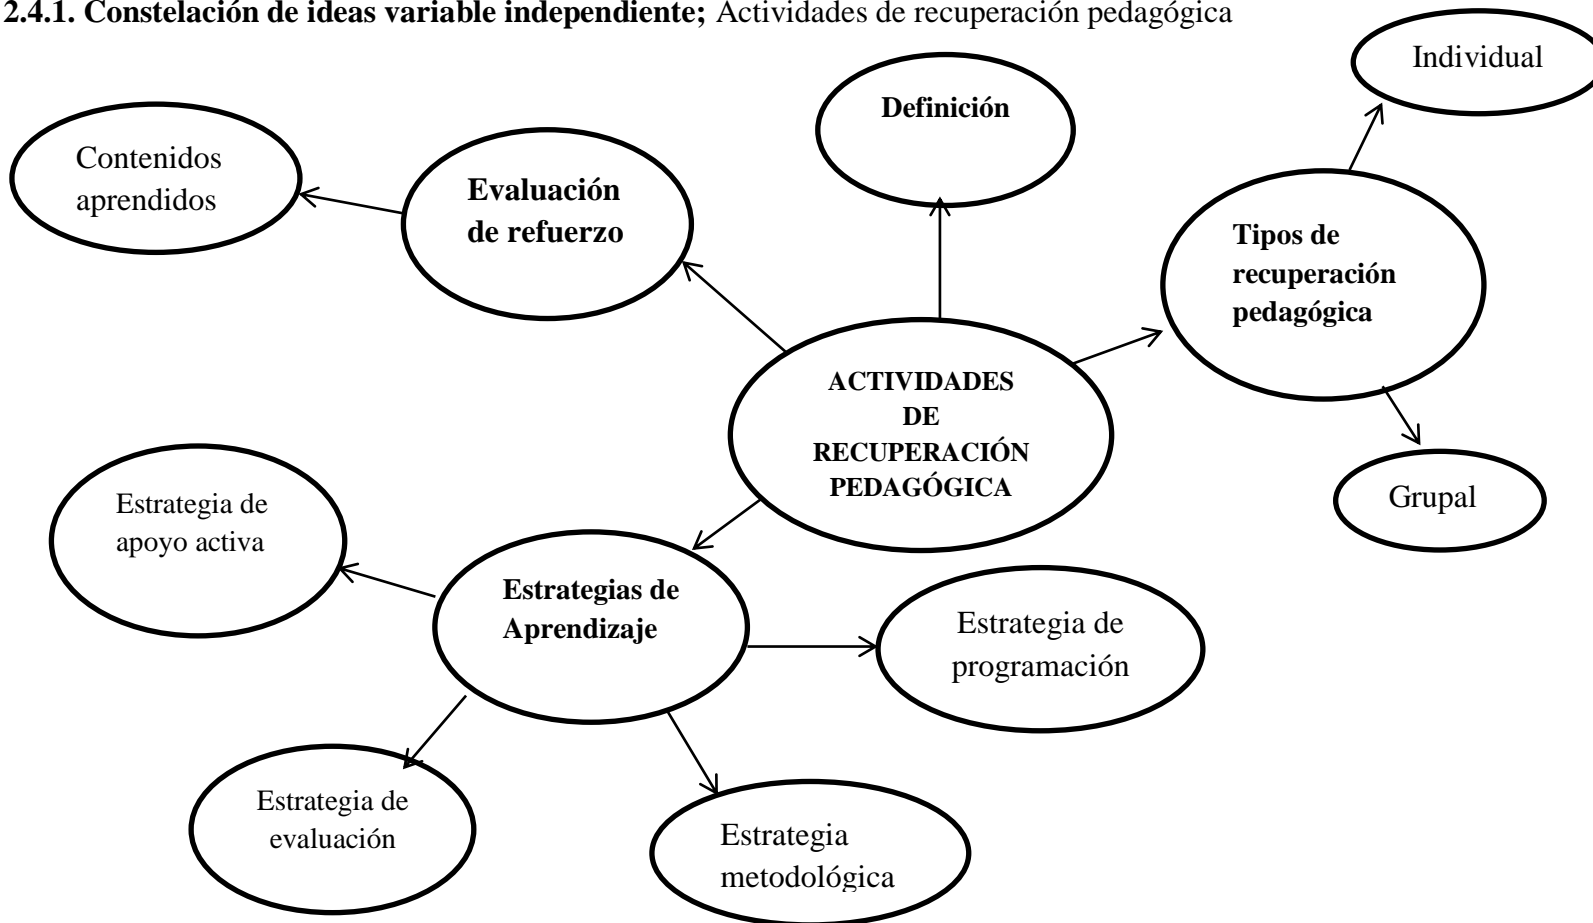 2.4.1. Constelación de ideas variable independiente; Actividades de recuperación pedagógica
Individual
Definición
Contenidos
aprendidos
Evaluación
de refuerzo
Tipos de
recuperación
pedagógica
ACTIVIDADES
DE
RECUPERACIÓN
PEDAGÓGICA
Grupal
Estrategia de
apoyo activa
Estrategias de
Aprendizaje
Estrategia de
programación
Estrategia de
evaluación
Estrategia
metodológica